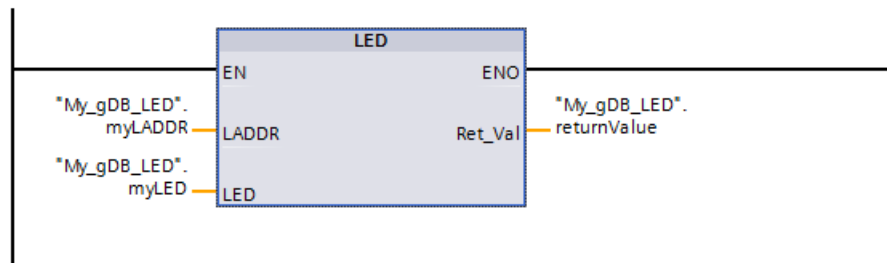 LED
EN ENO
"My_gDB_LED".
myLADDR LADDR
Ret_Val "My_gDB_LED".
returnValue
"My_gDB_LED".
myLED LED